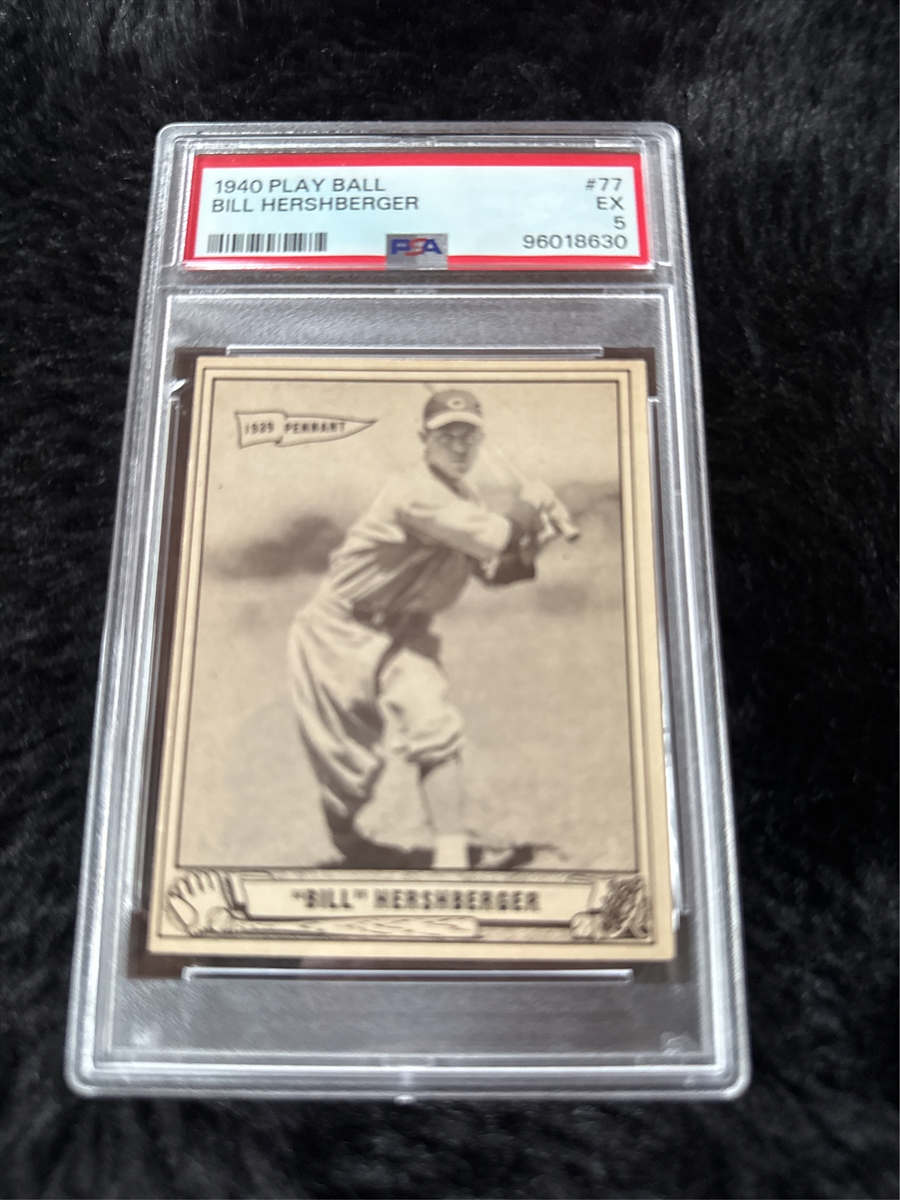 1940 PLAY BALL #77
BILL HERSHBERGER EX
5
PSA 96018630
1939 PENNANT
"BILL" HERSHBERGER